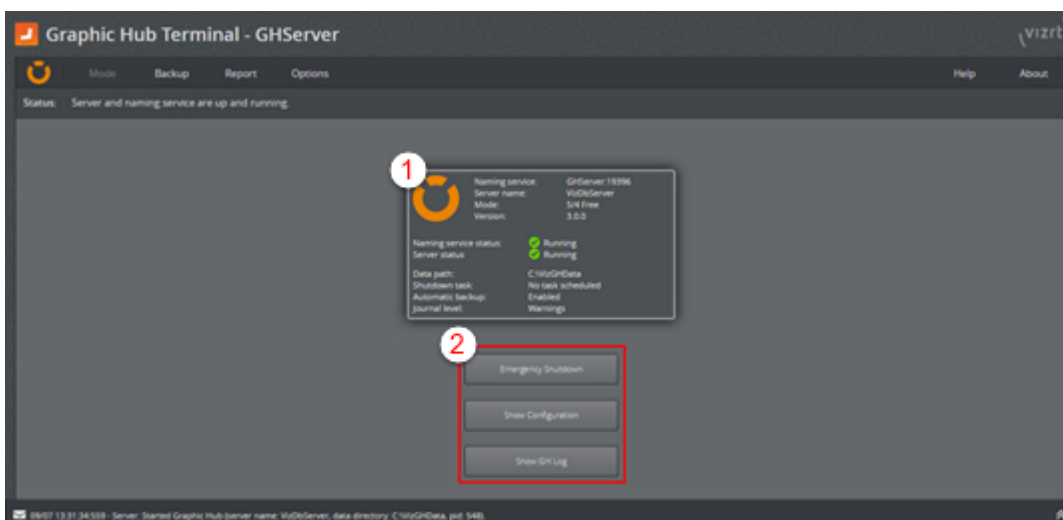 Graphic Hub Terminal - GHServer
vizrt
Mode Backup Report Options Help About
Status: Server and naming service are up and running.
1
Naming service: GHServer:19396
Server name: VizDbServer
Mode: 5/4 Free
Version: 3.0.0
Naming service status: Running
Server status Running
Data path: C:\VizGHData
Shutdown task: No task scheduled
Automatic backup: Enabled
Journal level: Warnings
2
Emergency Shutdown
Show Configuration
Show GH Log
09/07 13:31:34:559 - Server: Started Graphic Hub (server name: VizDbServer, data directory: C:\VizGHData, pid: 548).